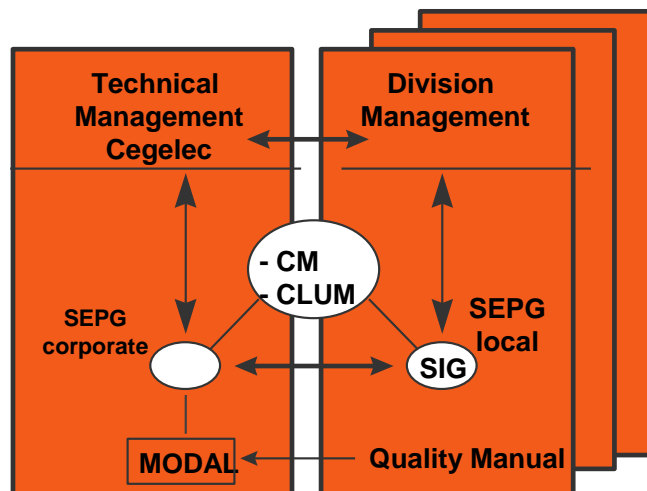 Technical
Management
Cegelec
Division
Management
- CM
- CLUM
SEPG
corporate
SEPG
local
SIG
MODAL
Quality Manual